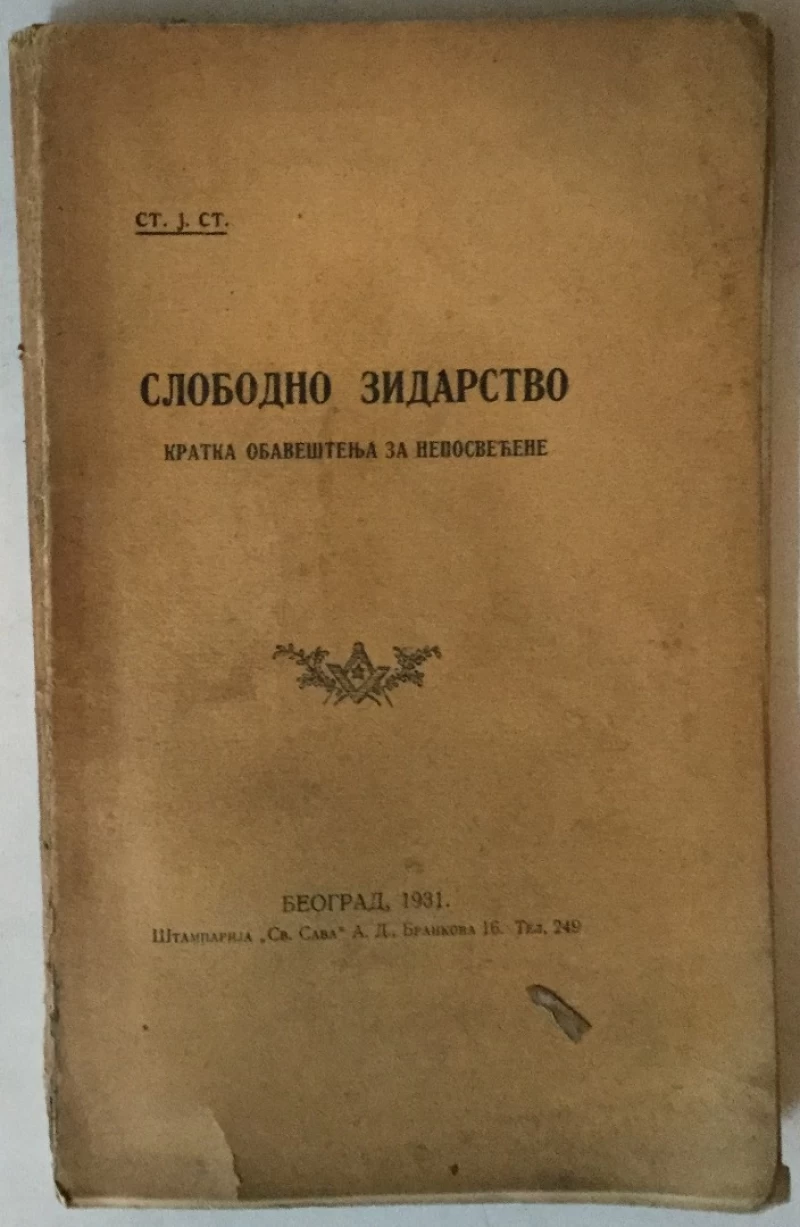 СТ. Ј. СТ.
СЛОБОДНО ЗИДАРСТВО
КРАТКА ОБАВЕШТЕЊА ЗА НЕПОСВЕЋЕНЕ
БЕОГРАД, 1931.
Штампарија „Св. Сава“ А. Д., Бранкова 16. Тел. 249